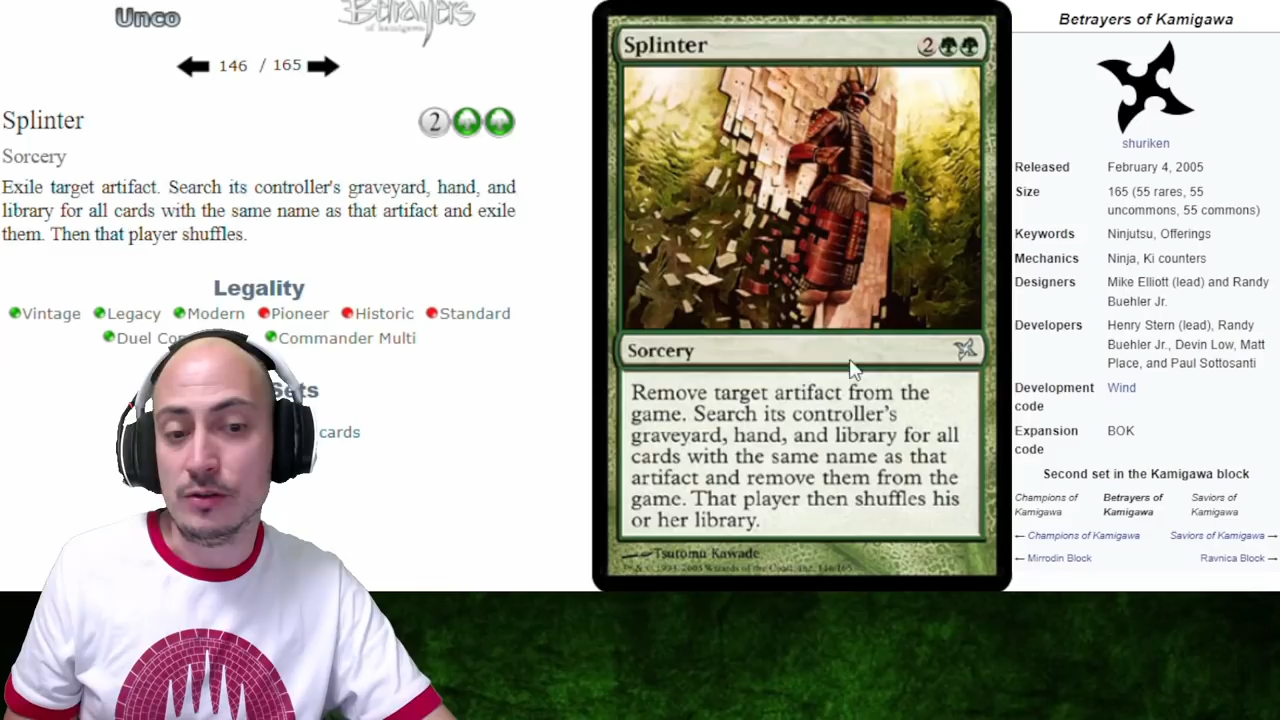 Unco
Betrayers
of kamigawa
146 / 165
Splinter
2
Sorcery
Exile target artifact. Search its controller's graveyard, hand, and
library for all cards with the same name as that artifact and exile
them. Then that player shuffles.
Legality
Vintage Legacy Modern Pioneer Historic Standard
Duel Co Commander Multi
Sets
cards
Splinter 2
Sorcery
Remove target artifact from the
game. Search its controller's
graveyard, hand, and library for all
cards with the same name as that
artifact and remove them from the
game. That player then shuffles his
or her library.
Tsutomu Kawade
Betrayers of Kamigawa
shuriken
Released February 4, 2005
Size 165 (55 rares, 55
uncommons, 55 commons)
Keywords Ninjutsu, Offerings
Mechanics Ninja, Ki counters
Designers Mike Elliott (lead) and Randy
Buehler Jr.
Developers Henry Stern (lead), Randy
Buehler Jr., Devin Low, Matt
Place, and Paul Sottosanti
Development Wind
code
Expansion BOK
code
Second set in the Kamigawa block
Champions of Betrayers of Saviors of
Kamigawa Kamigawa Kamigawa
← Champions of Kamigawa Saviors of Kamigawa →
← Mirrodin Block Ravnica Block →